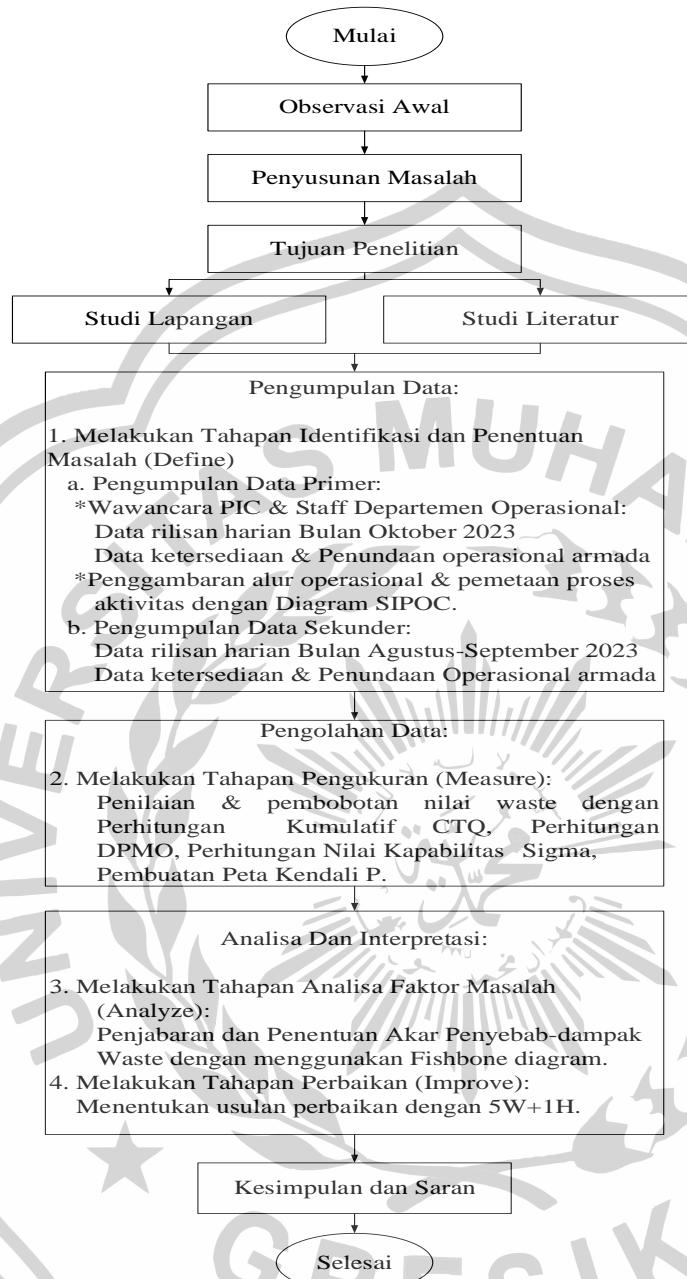 Mulai
Observasi Awal
Penyusunan Masalah
Tujuan Penelitian
Studi Lapangan
Studi Literatur
Pengumpulan Data:
1. Melakukan Tahapan Identifikasi dan Penentuan
Masalah (Define)
a. Pengumpulan Data Primer:
*Wawancara PIC & Staff Departemen Operasional:
Data rilisan harian Bulan Oktober 2023
Data ketersediaan & Penundaan operasional armada
*Penggambaran alur operasional & pemetaan proses
aktivitas dengan Diagram SIPOC.
b. Pengumpulan Data Sekunder:
Data rilisan harian Bulan Agustus-September 2023
Data ketersediaan & Penundaan Operasional armada
Pengolahan Data:
2. Melakukan Tahapan Pengukuran (Measure):
Penilaian & pembobotan nilai waste dengan
Perhitungan Kumulatif CTQ, Perhitungan
DPMO, Perhitungan Nilai Kapabilitas Sigma,
Pembuatan Peta Kendali P.
Analisa Dan Interpretasi:
3. Melakukan Tahapan Analisa Faktor Masalah
(Analyze):
Penjabaran dan Penentuan Akar Penyebab-dampak
Waste dengan menggunakan Fishbone diagram.
4. Melakukan Tahapan Perbaikan (Improve):
Menentukan usulan perbaikan dengan 5W+1H.
Kesimpulan dan Saran
Selesai
UNIVERSITAS MUHA
GRESIK